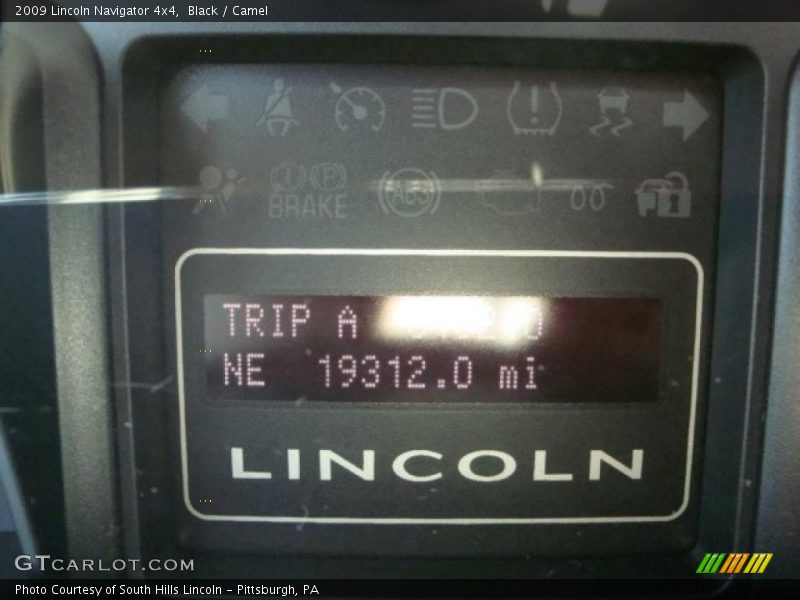 2009 Lincoln Navigator 4x4, Black / Camel
BRAKE
ABS
TRIP A
NE 19312.0 mi
LINCOLN
GTCARLOT.COM
Photo Courtesy of South Hills Lincoln - Pittsburgh, PA